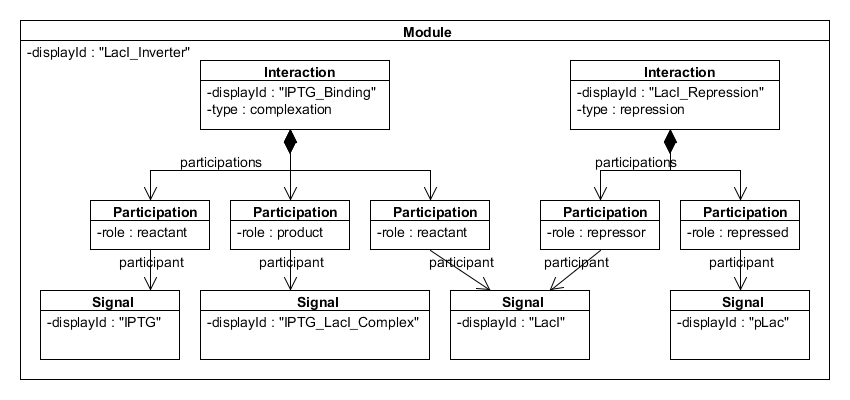 Module
-displayId : "LacI_Inverter"
Interaction
-displayId : "IPTG_Binding"
-type : complexation
Interaction
-displayId : "LacI_Repression"
-type : repression
participations
participations
Participation
-role : reactant
Participation
-role : product
Participation
-role : reactant
Participation
-role : repressor
Participation
-role : repressed
participant
participant
participant
participant
participant
Signal
-displayId : "IPTG"
Signal
-displayId : "IPTG_LacI_Complex"
Signal
-displayId : "LacI"
Signal
-displayId : "pLac"